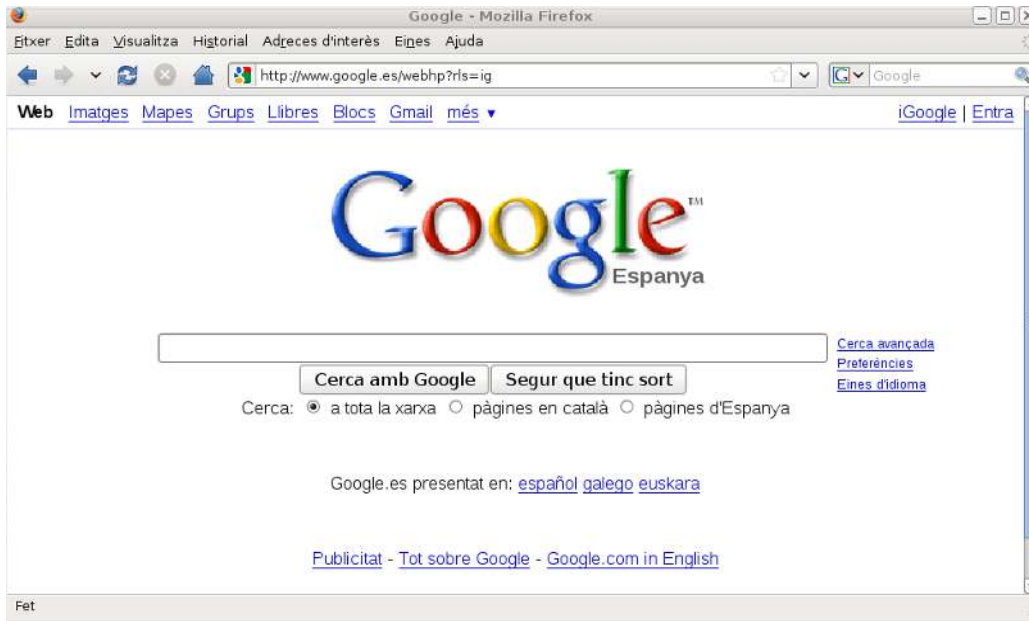 Google - Mozilla Firefox
Fitxer Edita Visualitza Historial Adreces d'interès Eines Ajuda
http://www.google.es/webhp?rls=ig G Google
Web Imatges Mapes Grups Llibres Blocs Gmail més ▼ iGoogle | Entra
Google™
Espanya
Cerca avançada
Preferències
Eines d'idioma
Cerca amb Google Segur que tinc sort
Cerca: a tota la xarxa pàgines en català pàgines d'Espanya
Google.es presentat en: español galego euskara
Publicitat - Tot sobre Google - Google.com in English
Fet